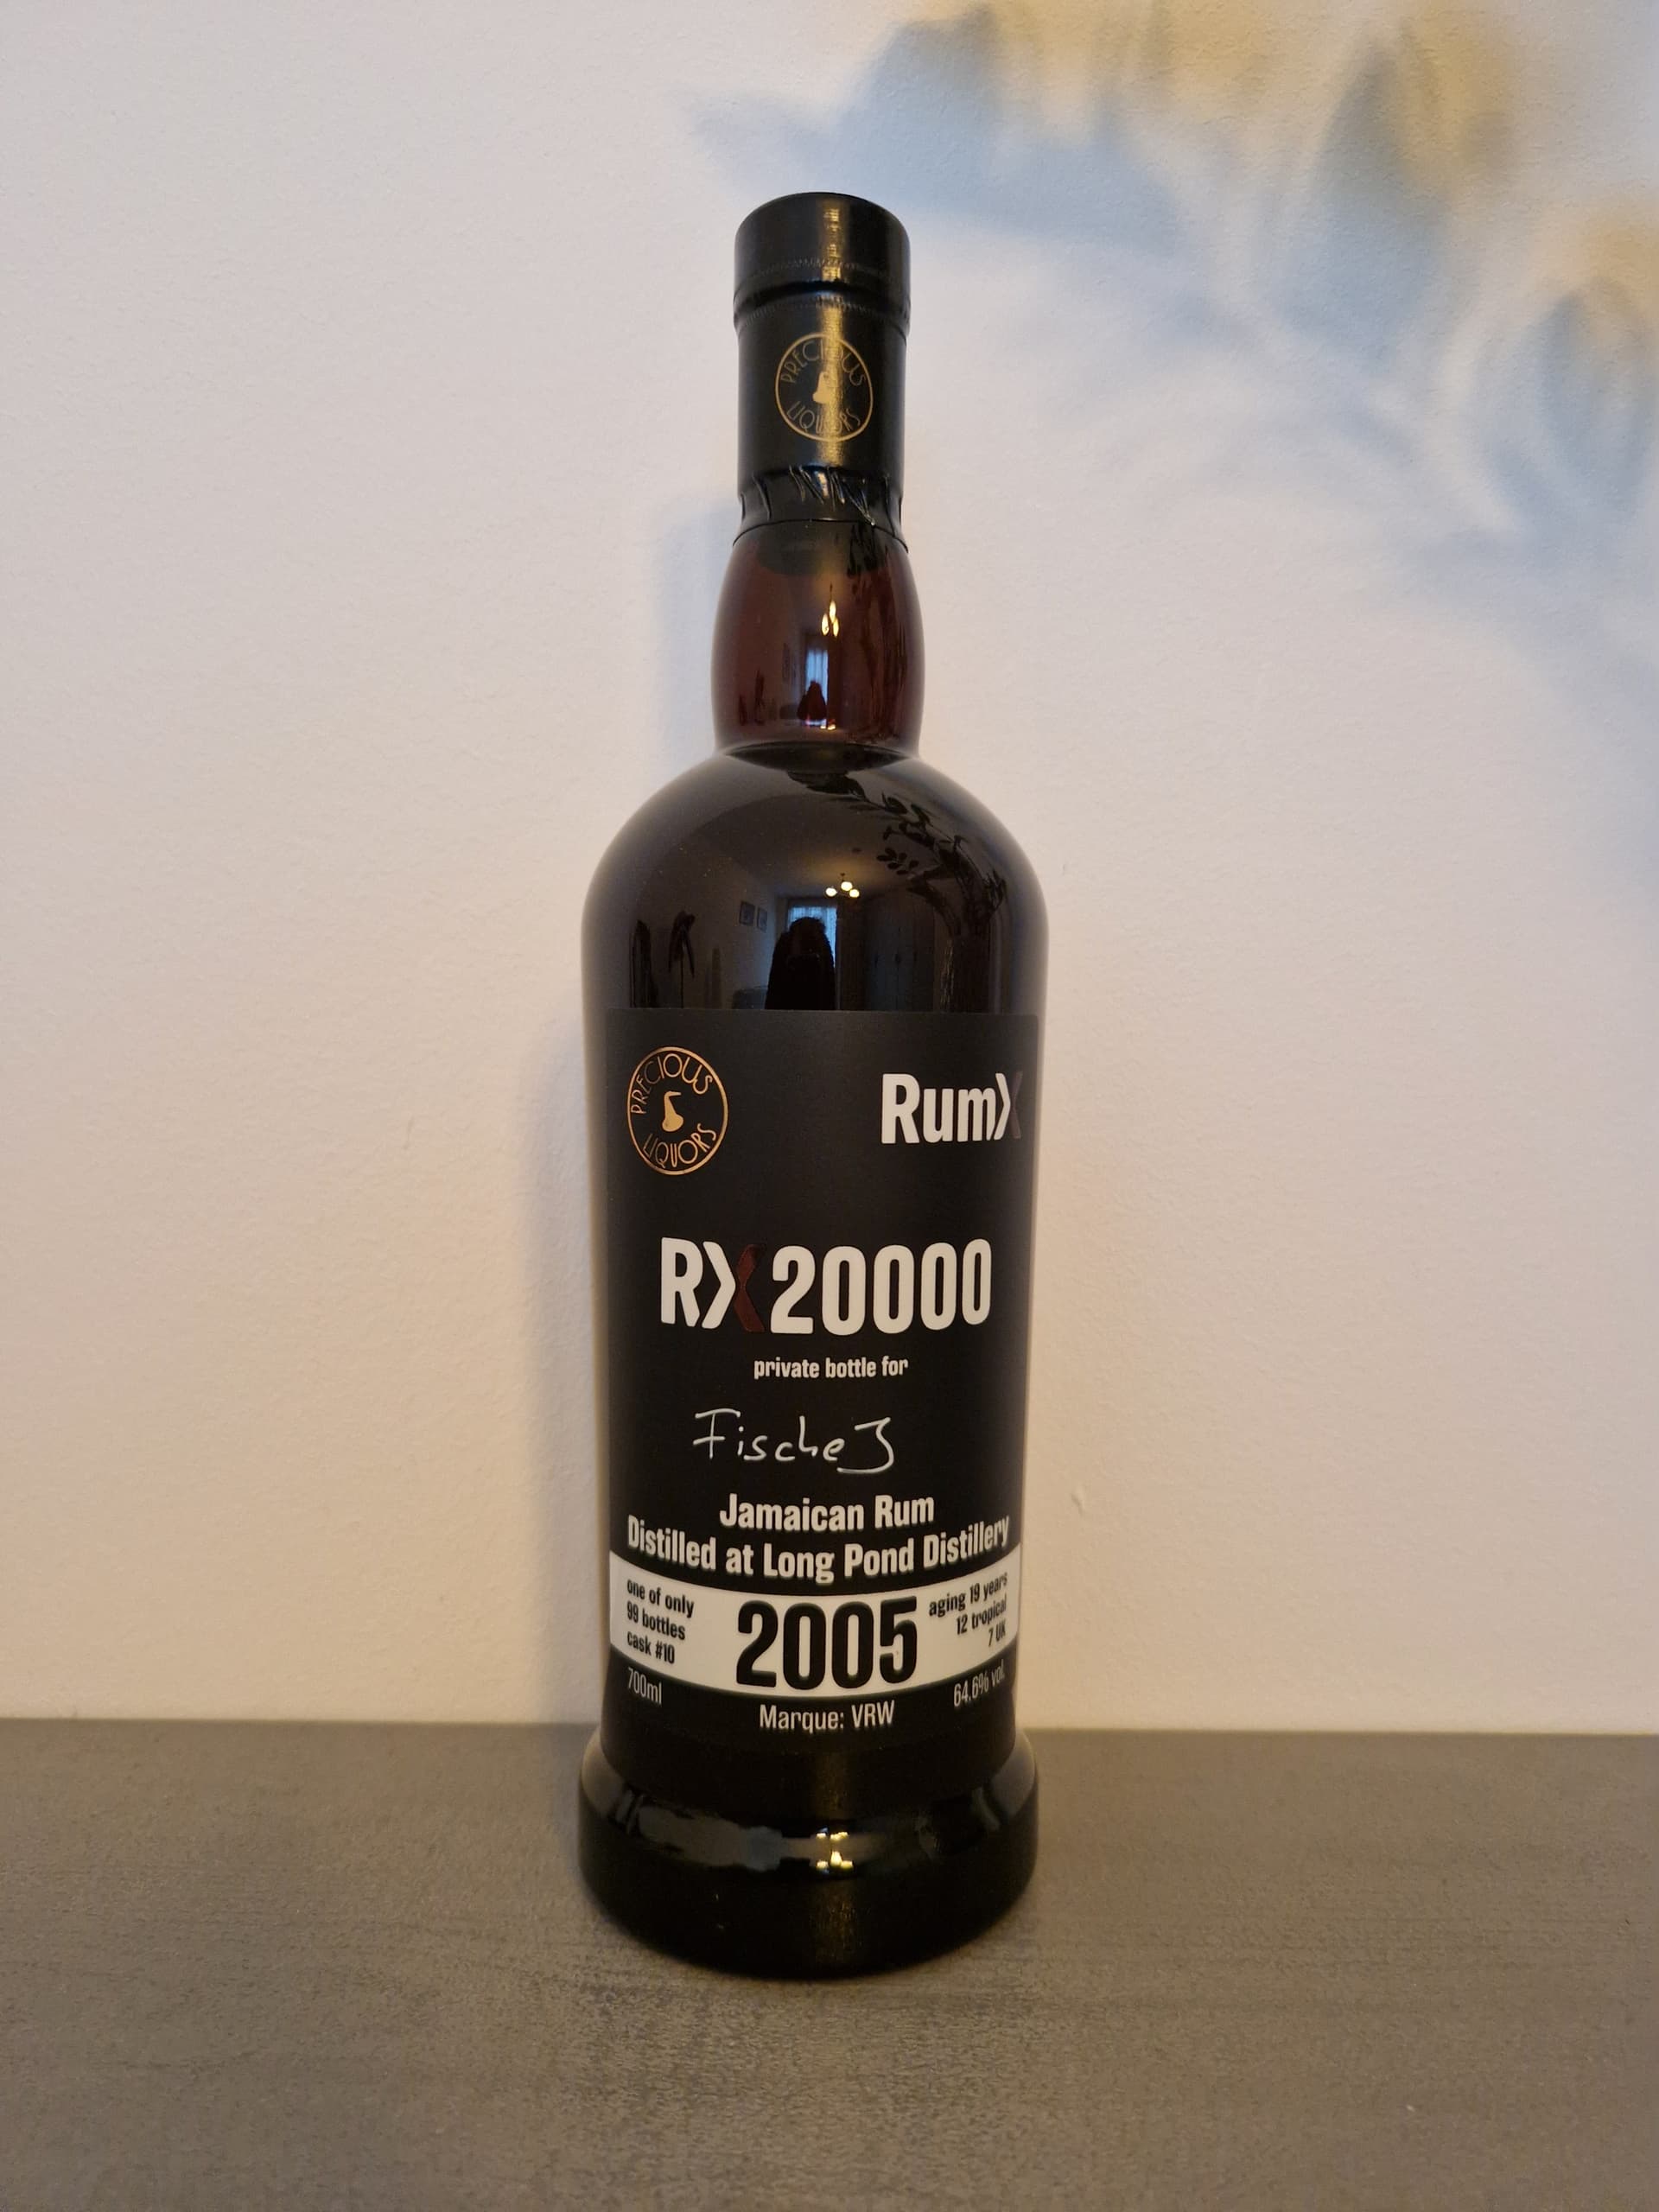 PRECIOUS
LIQUORS
PRECIOUS
LIQUORS
RumX
RX20000
private bottle for
Fische3
Jamaican Rum
Distilled at Long Pond Distillery
one of only
99 bottles
cask #10
2005
aging 19 years
12 tropical
7 UK
700ml
64.6% vol.
Marque: VRW